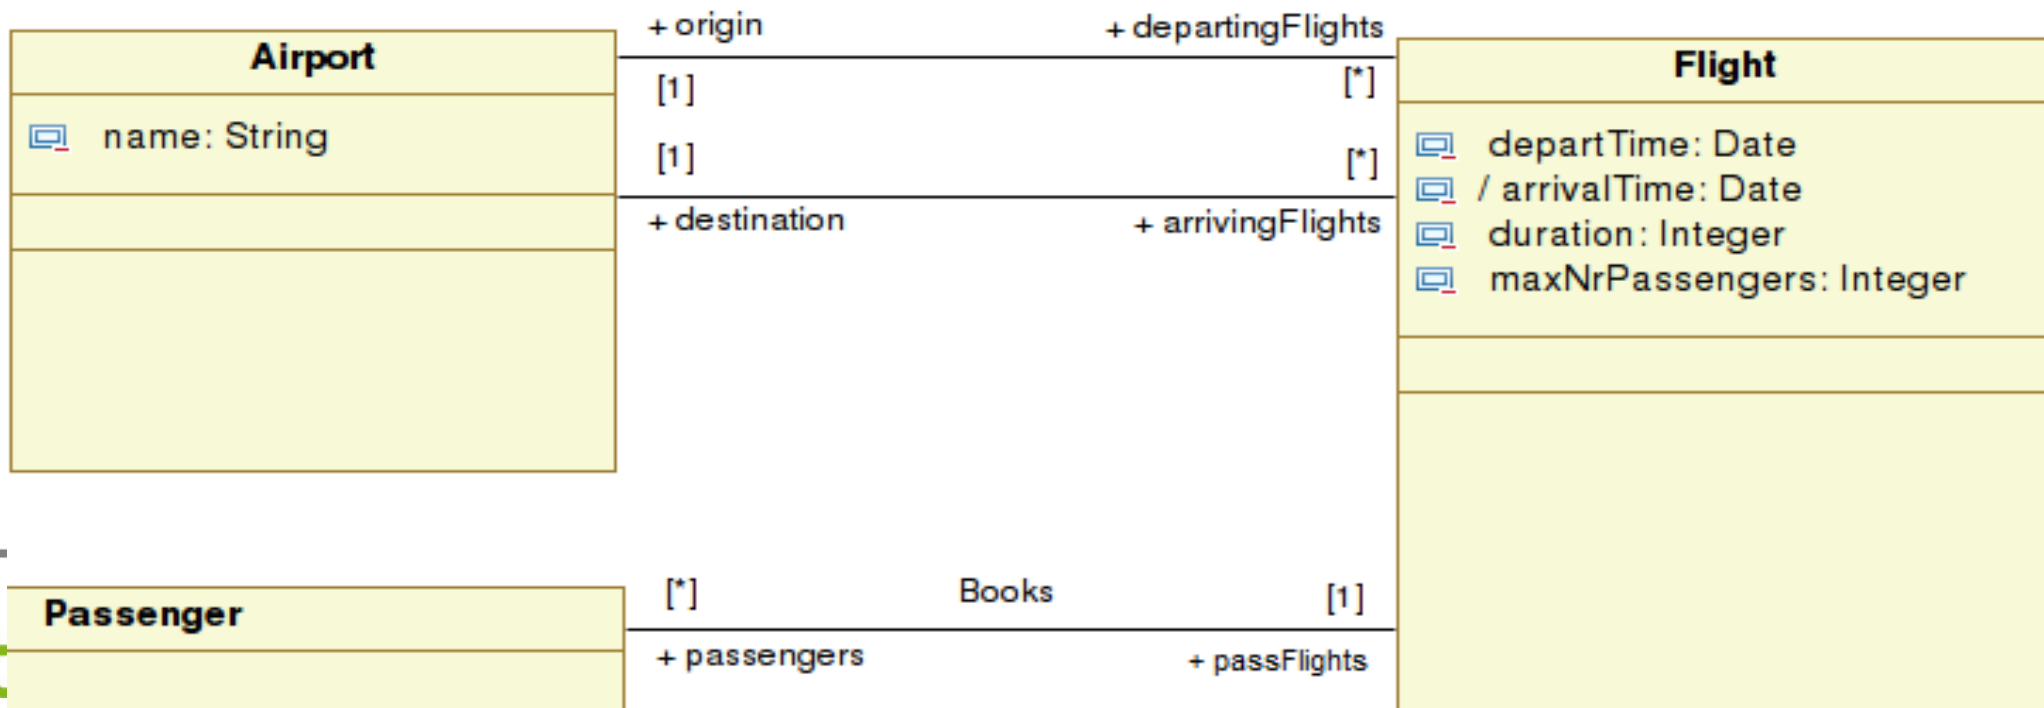 Airport
name: String
+ origin
+ departingFlights
[1]
[*]
[1]
[*]
+ destination
+ arrivingFlights
Flight
departTime: Date
/ arrivalTime: Date
duration: Integer
maxNrPassengers: Integer
Passenger
[*]
Books
[1]
+ passengers
+ passFlights